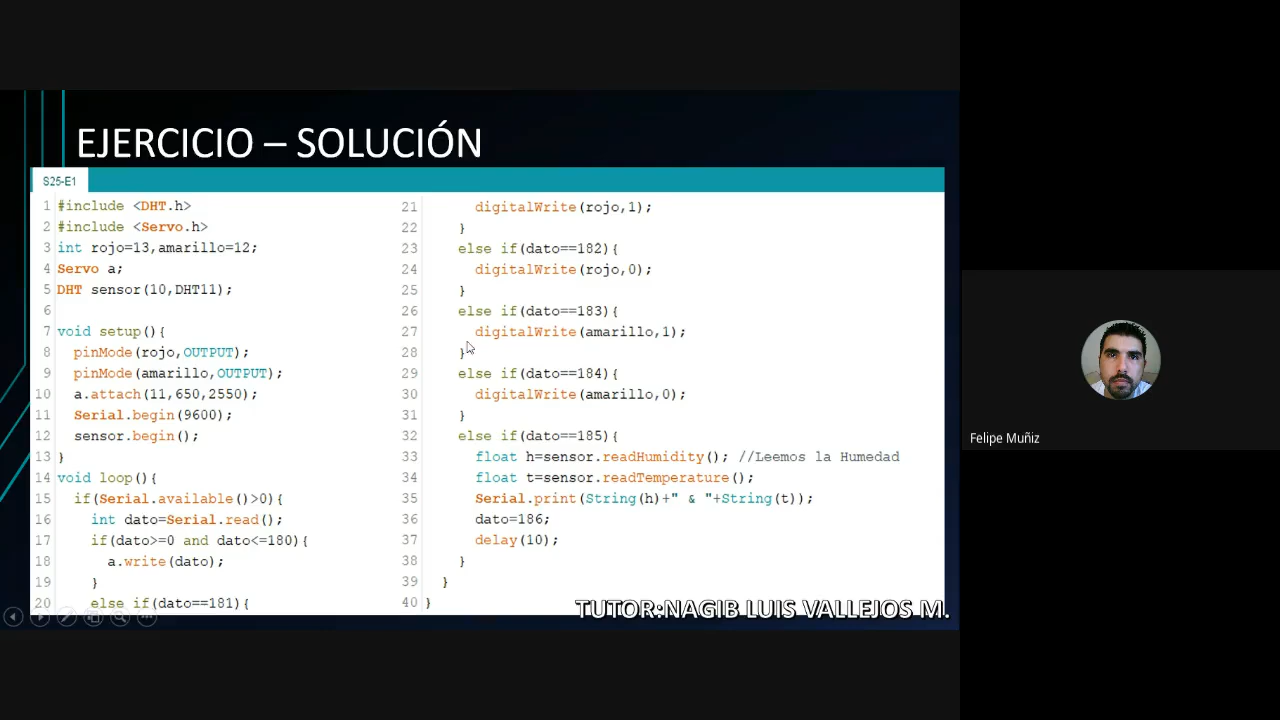 EJERCICIO – SOLUCIÓN
S25-E1
1 #include <DHT.h>
2 #include <Servo.h>
3 int rojo=13,amarillo=12;
4 Servo a;
5 DHT sensor(10,DHT11);
6
7 void setup(){
8 pinMode(rojo,OUTPUT);
9 pinMode(amarillo,OUTPUT);
10 a.attach(11,650,2550);
11 Serial.begin(9600);
12 sensor.begin();
13 }
14 void loop(){
15 if(Serial.available()>0){
16 int dato=Serial.read();
17 if(dato>=0 and dato<=180){
18 a.write(dato);
19 }
20 else if(dato==181){
21 digitalWrite(rojo,1);
22 }
23 else if(dato==182){
24 digitalWrite(rojo,0);
25 }
26 else if(dato==183){
27 digitalWrite(amarillo,1);
28 }
29 else if(dato==184){
30 digitalWrite(amarillo,0);
31 }
32 else if(dato==185){
33 float h=sensor.readHumidity(); //Leemos la Humedad
34 float t=sensor.readTemperature();
35 Serial.print(String(h)+" & "+String(t));
36 dato=186;
37 delay(10);
38 }
39 }
40 }
TUTOR:NAGIB LUIS VALLEJOS M.
Felipe Muñiz